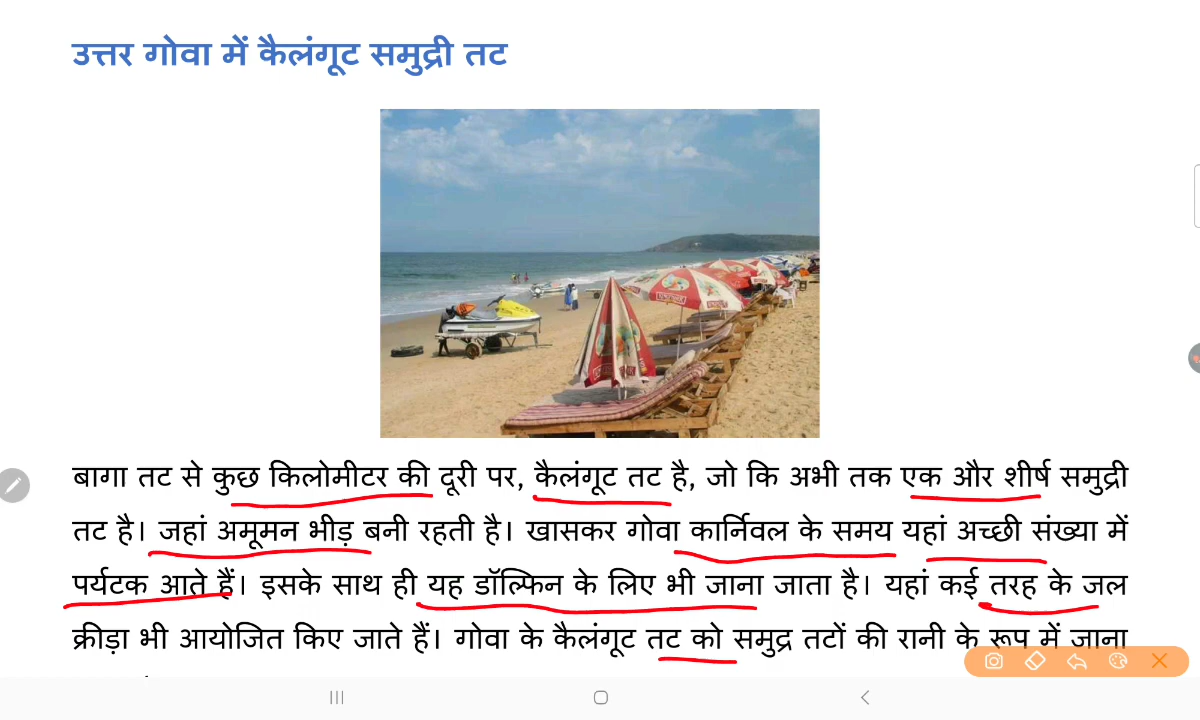 उत्तर गोवा में कैलंगूट समुद्री तट
बागा तट से कुछ किलोमीटर की दूरी पर, कैलंगूट तट है, जो कि अभी तक एक और शीर्ष समुद्री
तट है। जहां अमूमन भीड़ बनी रहती है। खासकर गोवा कार्निवल के समय यहां अच्छी संख्या में
पर्यटक आते हैं। इसके साथ ही यह डॉल्फिन के लिए भी जाना जाता है। यहां कई तरह के जल
क्रीड़ा भी आयोजित किए जाते हैं। गोवा के कैलंगूट तट को समुद्र तटों की रानी के रूप में जाना